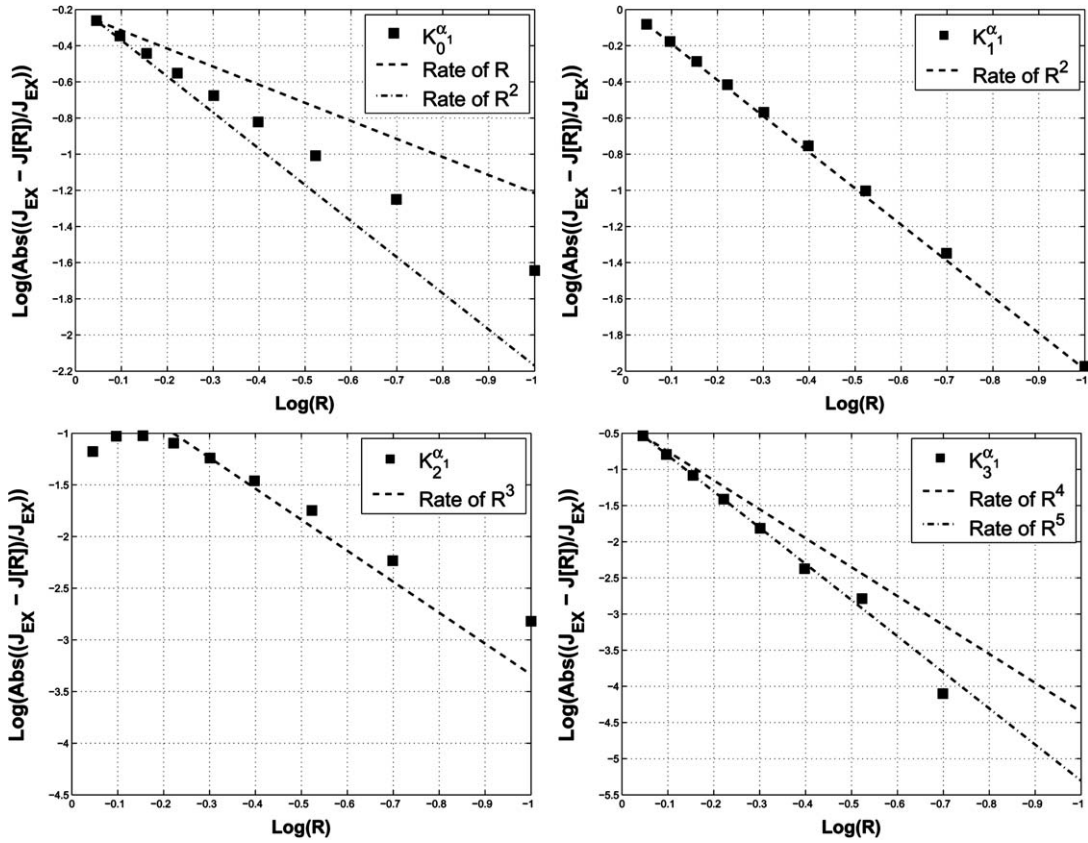 -0.2
-0.4
-0.6
-0.8
-1
-1.2
-1.4
-1.6
-1.8
-2
-2.2
Log(Abs((J_EX − J[R])/J_EX))
0 −0.1 −0.2 −0.3 −0.4 −0.5 −0.6 −0.7 −0.8 −0.9 −1
Log(R)
K_0^α1
Rate of R
Rate of R^2
0
−0.2
−0.4
−0.6
−0.8
−1
−1.2
−1.4
−1.6
−1.8
−2
Log(Abs((J_EX − J[R])/J_EX))
0 −0.1 −0.2 −0.3 −0.4 −0.5 −0.6 −0.7 −0.8 −0.9 −1
Log(R)
K_1^α1
Rate of R^2
−1
−1.5
−2
−2.5
−3
−3.5
−4
−4.5
Log(Abs((J_EX − J[R])/J_EX))
0 −0.1 −0.2 −0.3 −0.4 −0.5 −0.6 −0.7 −0.8 −0.9 −1
Log(R)
K_2^α1
Rate of R^3
−0.5
−1
−1.5
−2
−2.5
−3
−3.5
−4
−4.5
−5
−5.5
Log(Abs((J_EX − J[R])/J_EX))
0 −0.1 −0.2 −0.3 −0.4 −0.5 −0.6 −0.7 −0.8 −0.9 −1
Log(R)
K_3^α1
Rate of R^4
Rate of R^5